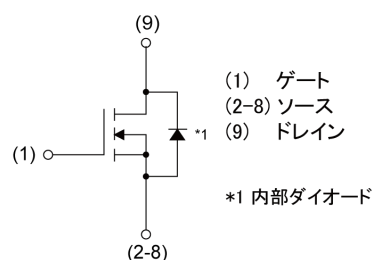 (9)
(1) ゲート
(2-8) ソース
*1 (9) ドレイン
(1)
*1 内部ダイオード
(2-8)